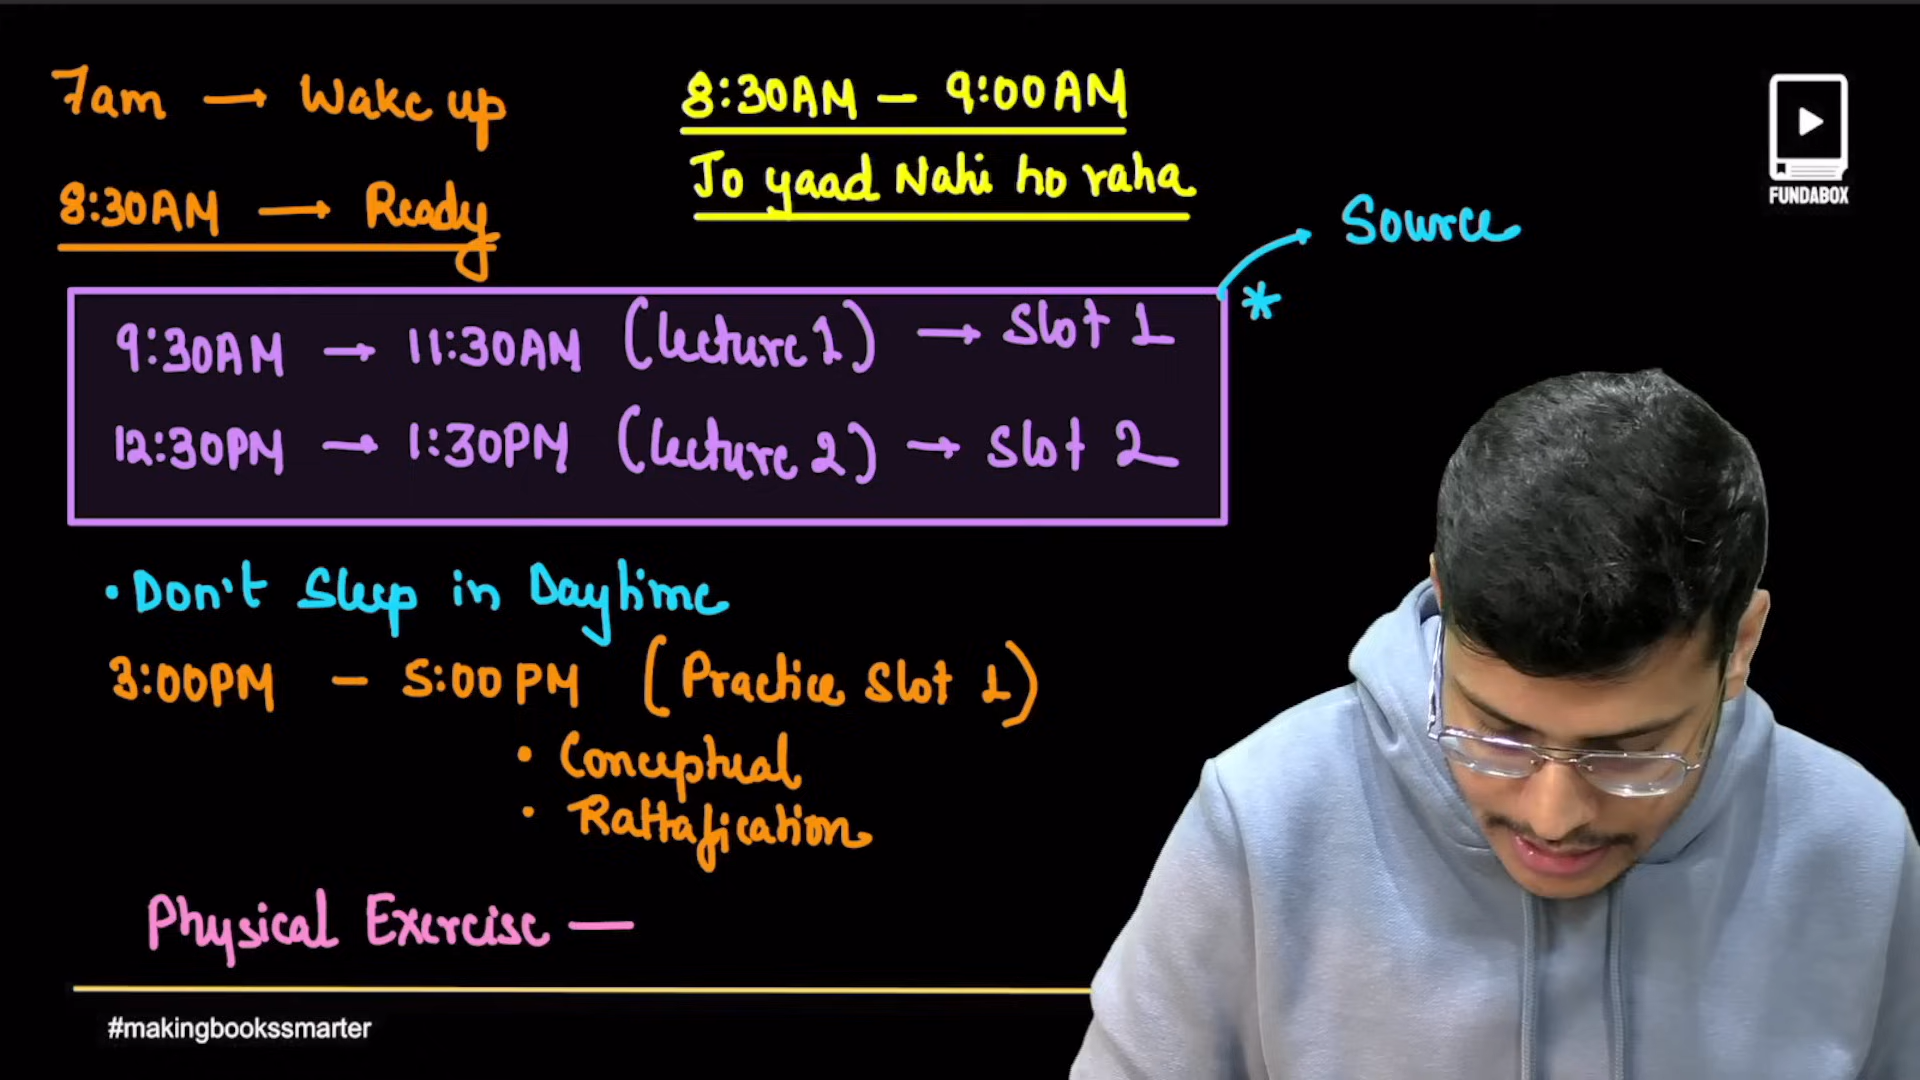 7am → Wake up
8:30AM → Ready
8:30AM – 9:00AM
Jo yaad Nahi ho raha
FUNDABOX
Source
*
9:30AM → 11:30AM (lecture 1) → Slot 1
12:30PM → 1:30PM (lecture 2) → Slot 2
• Don't Sleep in Daytime
3:00PM – 5:00 PM (Practice Slot 1)
• Conceptual
• Rattafication
Physical Exercise —
#makingbookssmarter